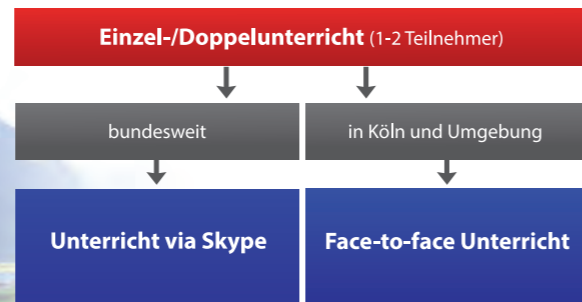 Einzel-/Doppelunterricht (1-2 Teilnehmer)
bundesweit
in Köln und Umgebung
Unterricht via Skype
Face-to-face Unterricht